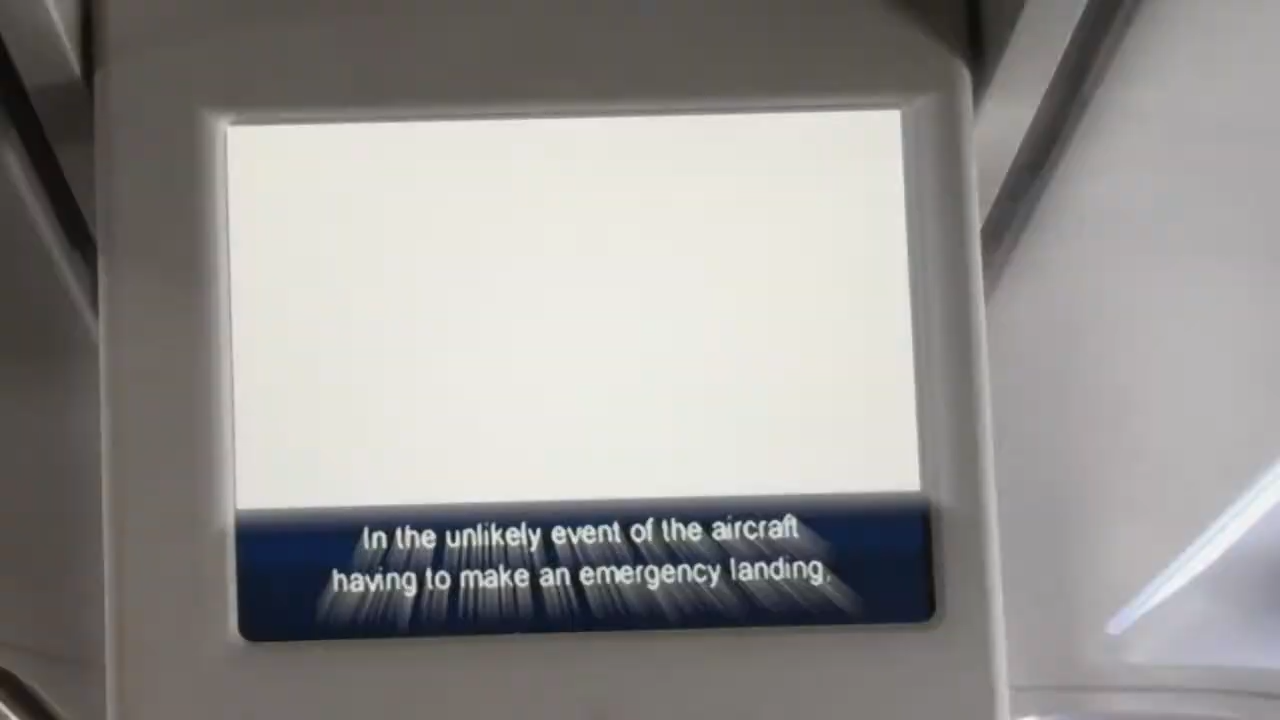 In the unlikely event of the aircraft
having to make an emergency landing,